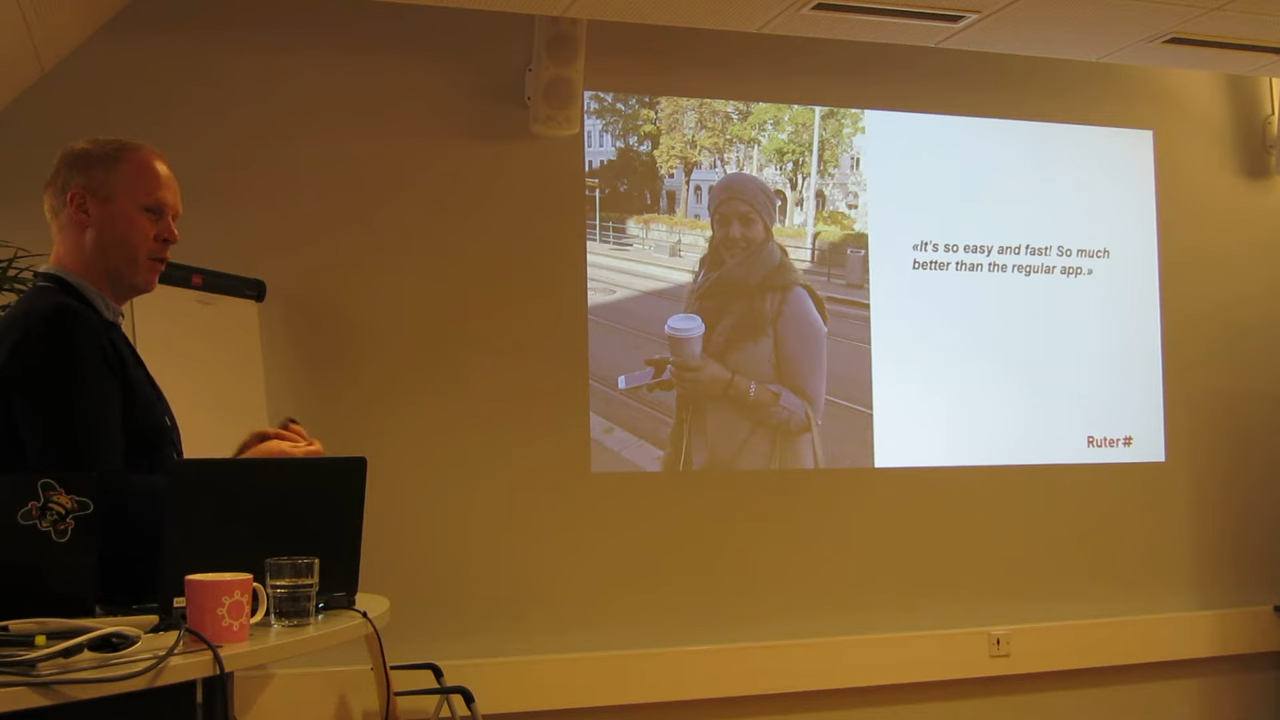 «It's so easy and fast! So much
better than the regular app.»
Ruter#